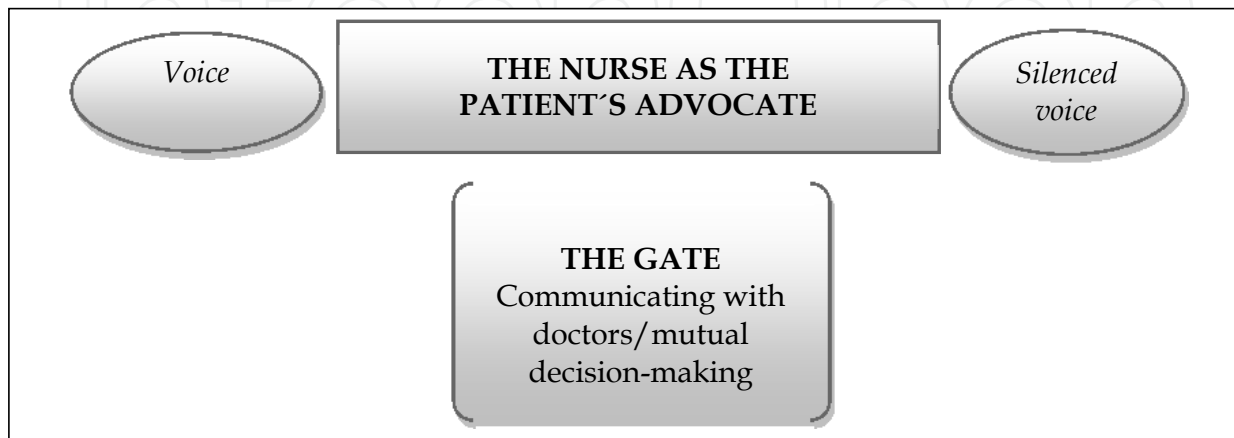 Voice
THE NURSE AS THE
PATIENT´S ADVOCATE
Silenced
voice
THE GATE
Communicating with
doctors/mutual
decision-making